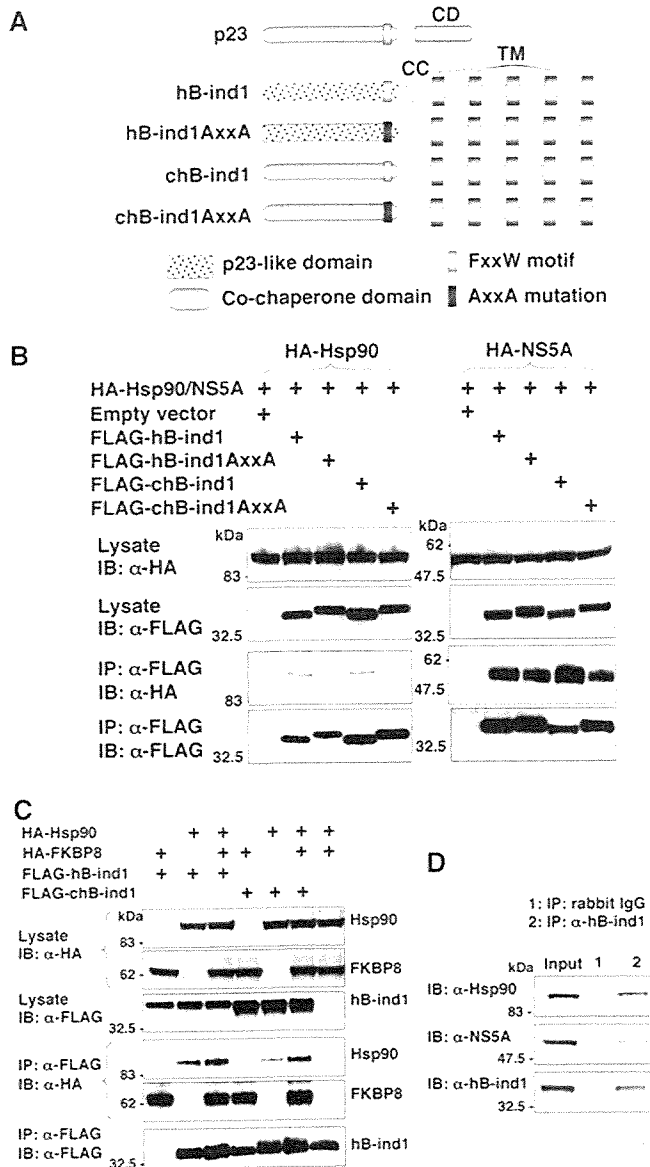 A
p23
CD
CC
TM
hB-ind1
hB-ind1AxxA
chB-ind1
chB-ind1AxxA
p23-like domain
FxxW motif
Co-chaperone domain
AxxA mutation
B
HA-Hsp90
HA-NS5A
HA-Hsp90/NS5A + + + + + + + + + +
Empty vector + +
FLAG-hB-ind1 + +
FLAG-hB-ind1AxxA + +
FLAG-chB-ind1 + +
FLAG-chB-ind1AxxA + +
Lysate
IB: α-HA
kDa
83
kDa
62
47.5
Lysate
IB: α-FLAG
32.5
32.5
IP: α-FLAG
IB: α-HA
83
62
47.5
IP: α-FLAG
IB: α-FLAG
32.5
32.5
C
HA-Hsp90 + + + + +
HA-FKBP8 + + + + +
FLAG-hB-ind1 + + +
FLAG-chB-ind1 + + +
Lysate
IB: α-HA
kDa
83
Hsp90
62
FKBP8
Lysate
IB: α-FLAG
32.5
hB-ind1
IP: α-FLAG
IB: α-HA
83
Hsp90
62
FKBP8
IP: α-FLAG
IB: α-FLAG
32.5
hB-ind1
D
1: IP: rabbit IgG
2: IP: α-hB-ind1
kDa
Input 1 2
IB: α-Hsp90
83
IB: α-NS5A
47.5
IB: α-hB-ind1
32.5